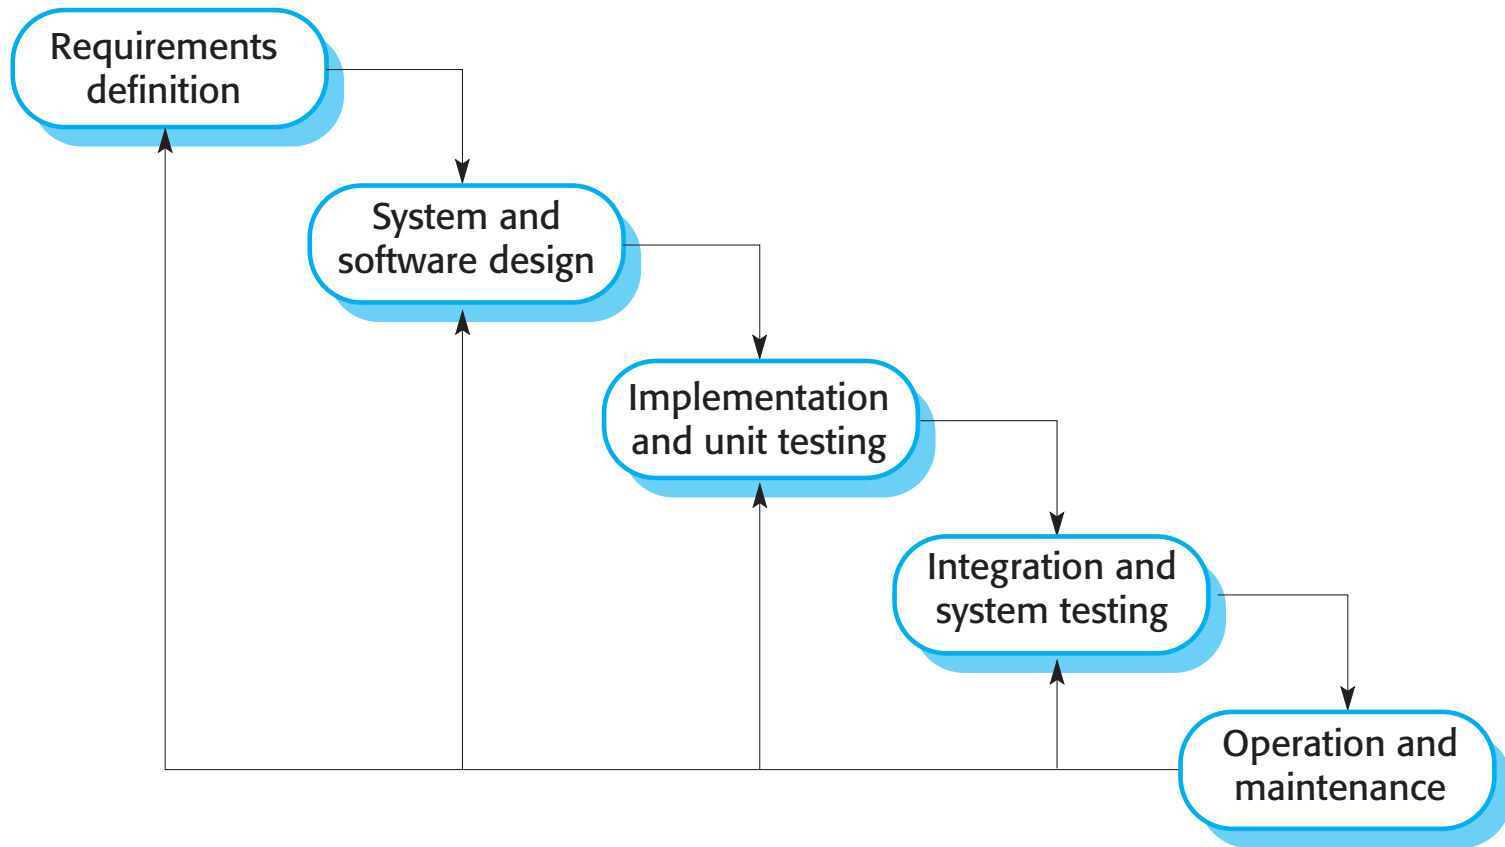 Requirements
definition
System and
software design
Implementation
and unit testing
Integration and
system testing
Operation and
maintenance